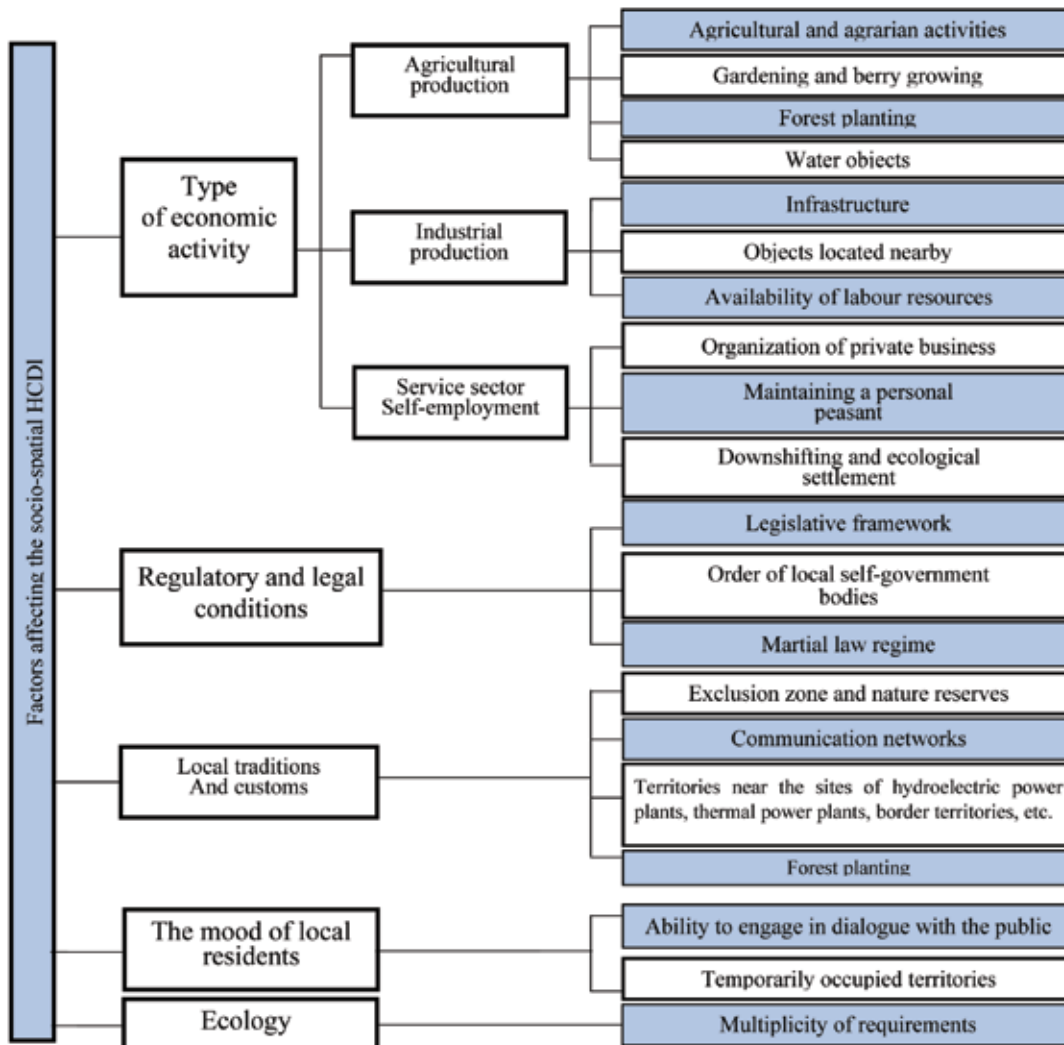 Factors affecting the socio-spatial HCDI
Type
of economic
activity
Agricultural
production
Agricultural and agrarian activities
Gardening and berry growing
Forest planting
Water objects
Industrial
production
Infrastructure
Objects located nearby
Availability of labour resources
Service sector
Self-employment
Organization of private business
Maintaining a personal
peasant
Downshifting and ecological
settlement
Regulatory and legal
conditions
Legislative framework
Order of local self-government
bodies
Martial law regime
Local traditions
And customs
Exclusion zone and nature reserves
Communication networks
Territories near the sites of hydroelectric power
plants, thermal power plants, border territories, etc.
Forest planting
The mood of local
residents
Ability to engage in dialogue with the public
Temporarily occupied territories
Ecology
Multiplicity of requirements